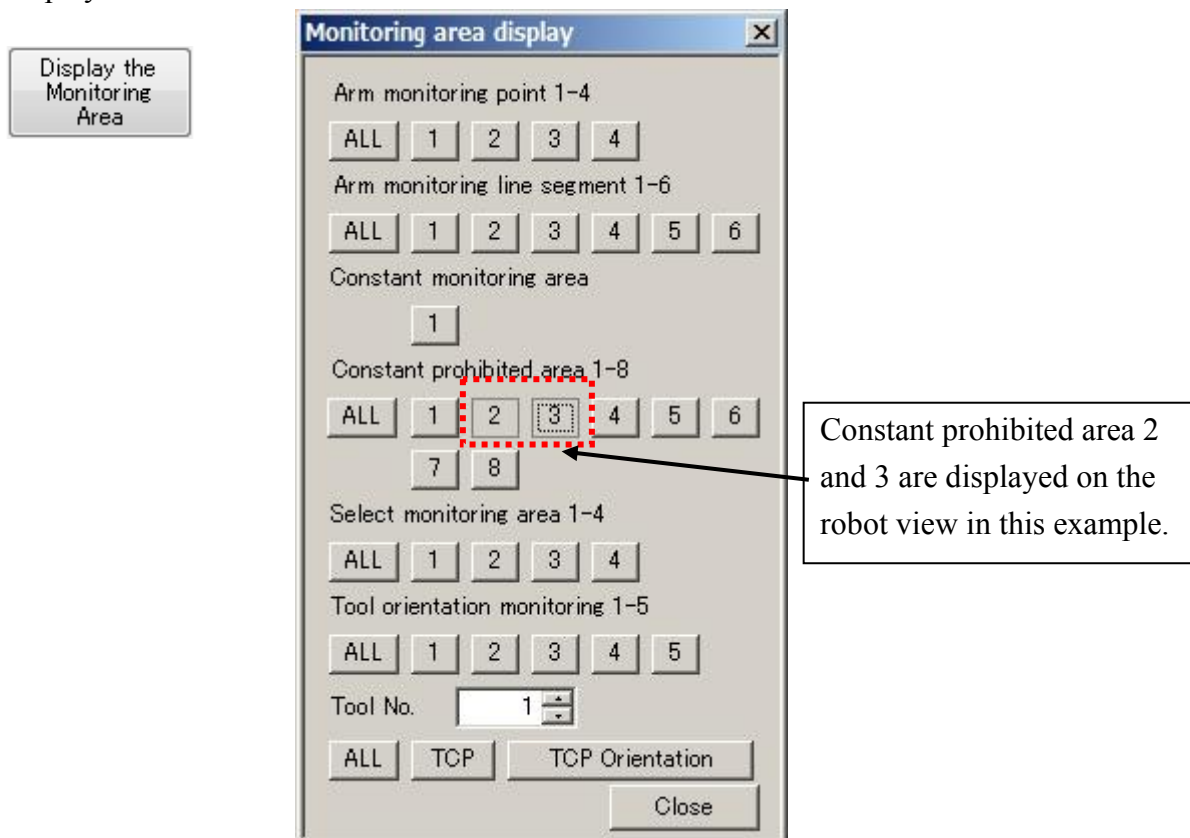 Monitoring area display
Display the
Monitoring
Area
Arm monitoring point 1-4
ALL 1 2 3 4
Arm monitoring line segment 1-6
ALL 1 2 3 4 5 6
Constant monitoring area
1
Constant prohibited area 1-8
ALL 1 2 3 4 5 6
7 8
Constant prohibited area 2
and 3 are displayed on the
robot view in this example.
Select monitoring area 1-4
ALL 1 2 3 4
Tool orientation monitoring 1-5
ALL 1 2 3 4 5
Tool No. 1
ALL TCP TCP Orientation
Close